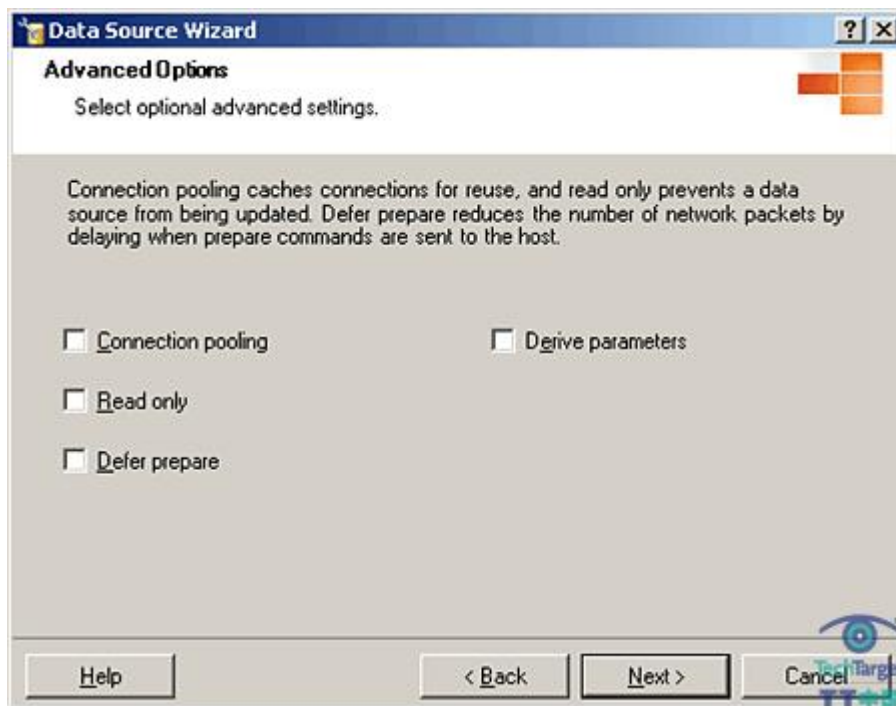 Data Source Wizard
Advanced Options
Select optional advanced settings.
Connection pooling caches connections for reuse, and read only prevents a data
source from being updated. Defer prepare reduces the number of network packets by
delaying when prepare commands are sent to the host.
Connection pooling
Derive parameters
Read only
Defer prepare
Help
< Back
Next >
Cancel